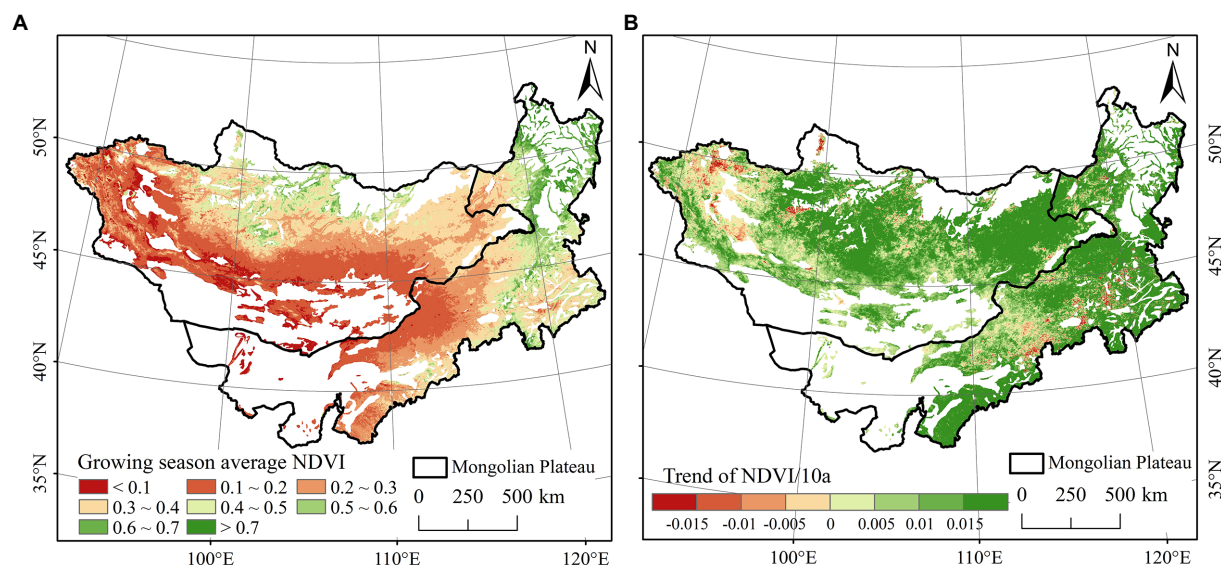 A
N
50°N
45°N
40°N
35°N
Growing season average NDVI
< 0.1
0.1 ~ 0.2
0.2 ~ 0.3
0.3 ~ 0.4
0.4 ~ 0.5
0.5 ~ 0.6
0.6 ~ 0.7
> 0.7
Mongolian Plateau
0 250 500 km
100°E 110°E 120°E
B
N
50°N
45°N
40°N
35°N
Trend of NDVI/10a
-0.015 -0.01 -0.005 0 0.005 0.01 0.015
Mongolian Plateau
0 250 500 km
100°E 110°E 120°E